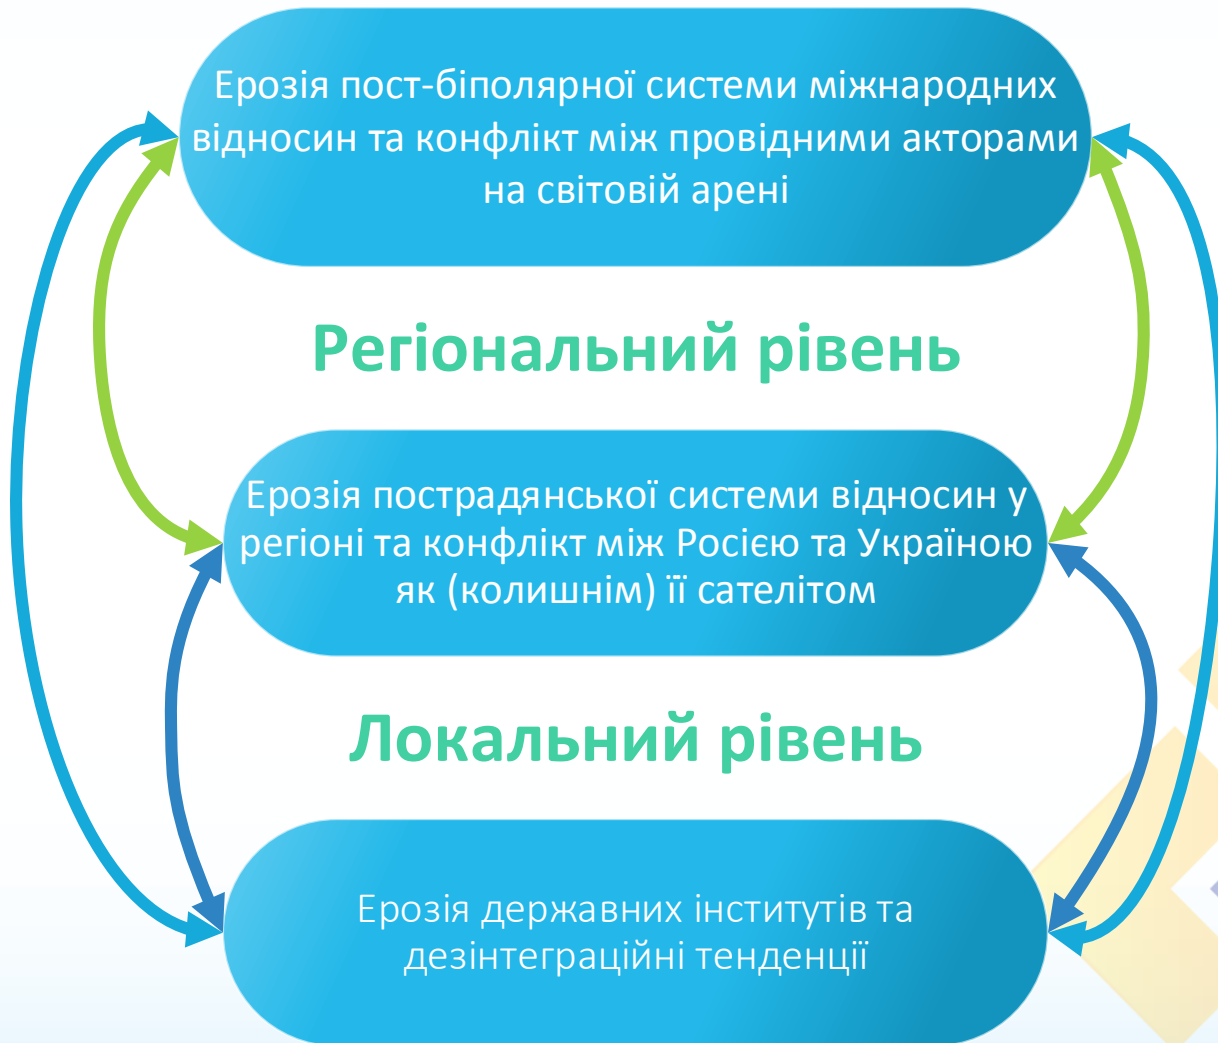 Ерозія пост-біполярної системи міжнародних
відносин та конфлікт між провідними акторами
на світовій арені
Регіональний рівень
Ерозія пострадянської системи відносин у
регіоні та конфлікт між Росією та Україною
як (колишнім) її сателітом
Локальний рівень
Ерозія державних інститутів та
дезінтеграційні тенденції